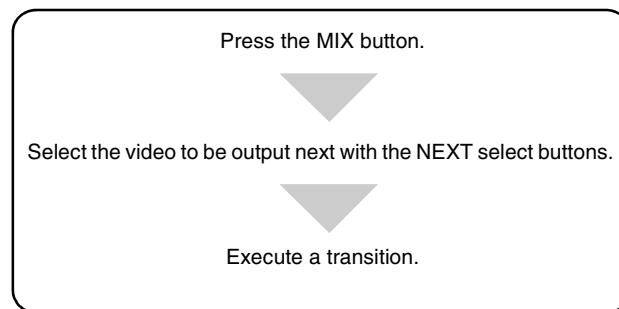 Press the MIX button.
Select the video to be output next with the NEXT select buttons.
Execute a transition.